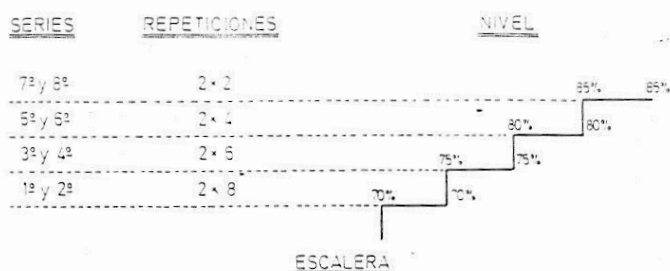 SERIES REPETICIONES NIVEL
85% 85%
7ª y 8ª 2 × 2
5ª y 6ª 2 × 4 80% 80%
3ª y 4ª 2 × 6 75% 75%
1ª y 2ª 2 × 8 70% 70%
ESCALERA